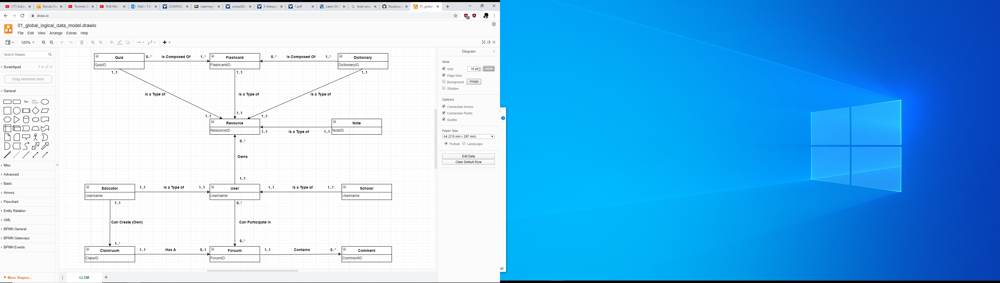 (17) Subsc
Boruto Na
Toronto D
RnB Mix -
Mail – T.K.
COMP232_
Learning R
comp208-
2-title.png
1.pdf
Learn Git
brain pro
Studioruu
01_global_
draw.io
01_global_logical_data_model.drawio
File Edit View Arrange Extras Help
120%
Search Shapes
Scratchpad
Drag elements here
General
Text
Misc
Advanced
Basic
Arrows
Flowchart
Entity Relation
UML
BPMN General
BPMN Gateways
BPMN Events
+ More Shapes...
Quiz
QuizID
0..* Is Composed Of 1..*
Flashcard
FlashcardID
0..* Is Composed Of 1..*
Dictionary
DictionaryID
1..1
1..1
1..1
Is a Type of
Is a Type of
Is a Type of
1..1
1..1
1..1
Resource
ResourceID
1..1 Is a Type of 1..1
Note
NoteID
0..*
Owns
1..1
Educator
Username
1..1 Is a Type of 1..1
User
Username
1..1 Is a Type of 1..1
Scholar
Username
1..1
0..*
Can Create (Own)
Can Participate In
1..*
0..*
Classruum
ClassID
1..1 Has A 0..1
Foruum
ForumID
1..1 Contains 0..*
Comment
CommentID
GLDM
Diagram
View
Grid
10 pt
Page View
Background
Image
Shadow
Options
Connection Arrows
Connection Points
Guides
Paper Size
A4 (210 mm x 297 mm)
Portrait
Landscape
Edit Data
Clear Default Style